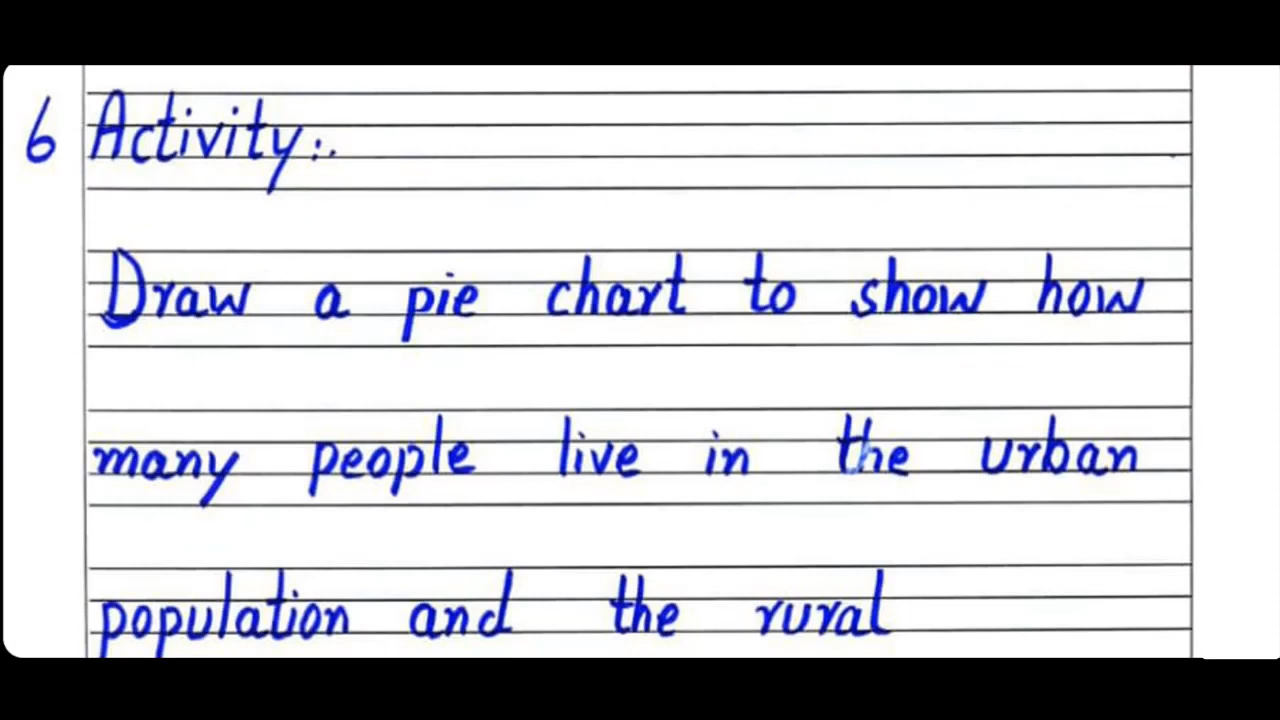 6 Activity:.
Draw a pie chart to show how
many people live in the urban
population and the rural